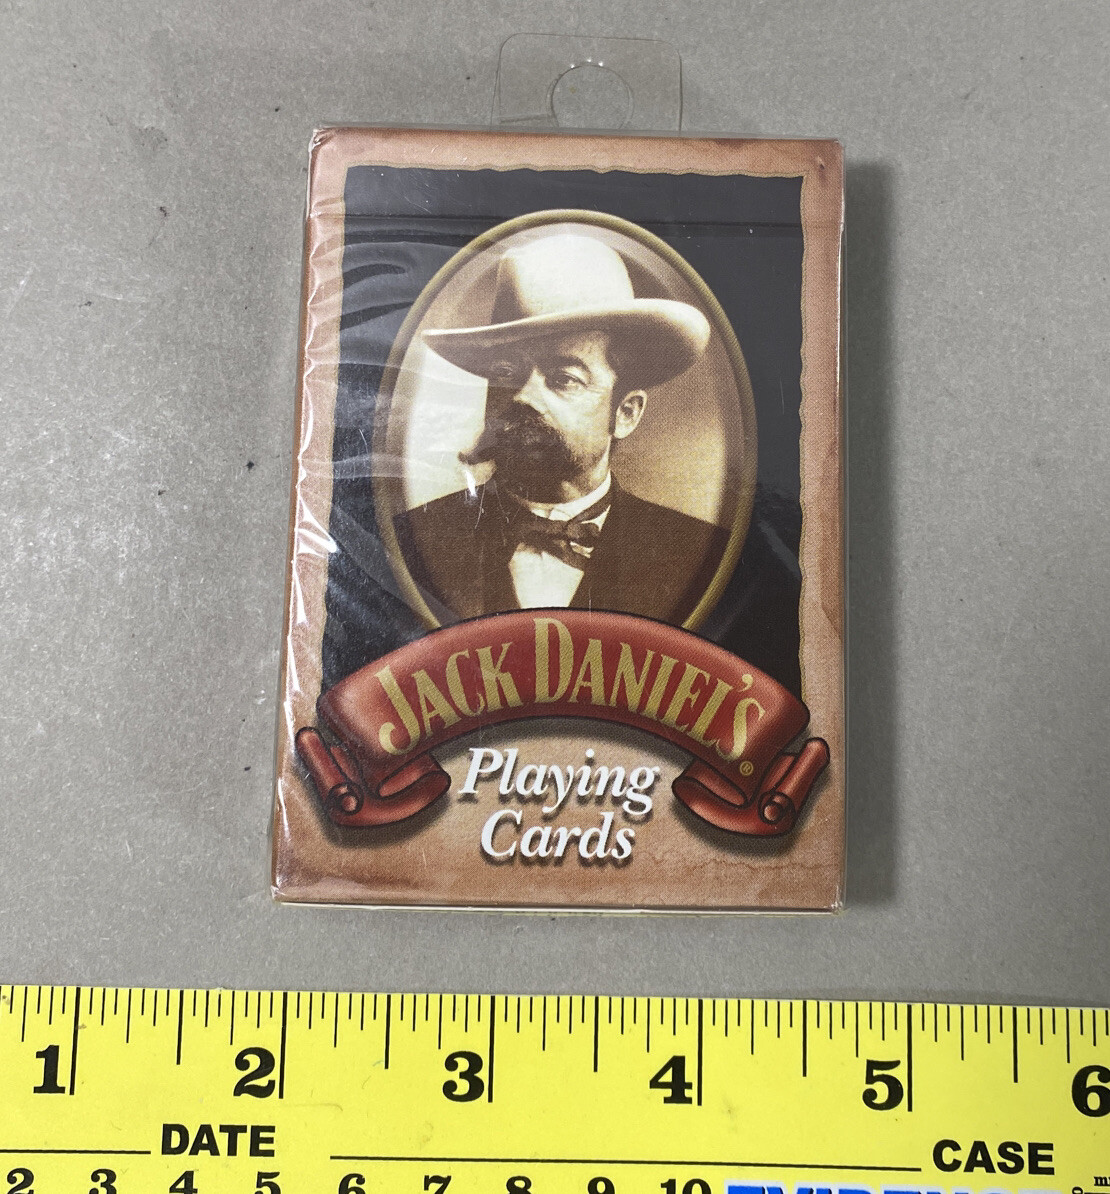 JACK DANIEL'S®
Playing
Cards
1 2 3 4 5 6
DATE CASE
2 3 4 5 6 7 8 9 10